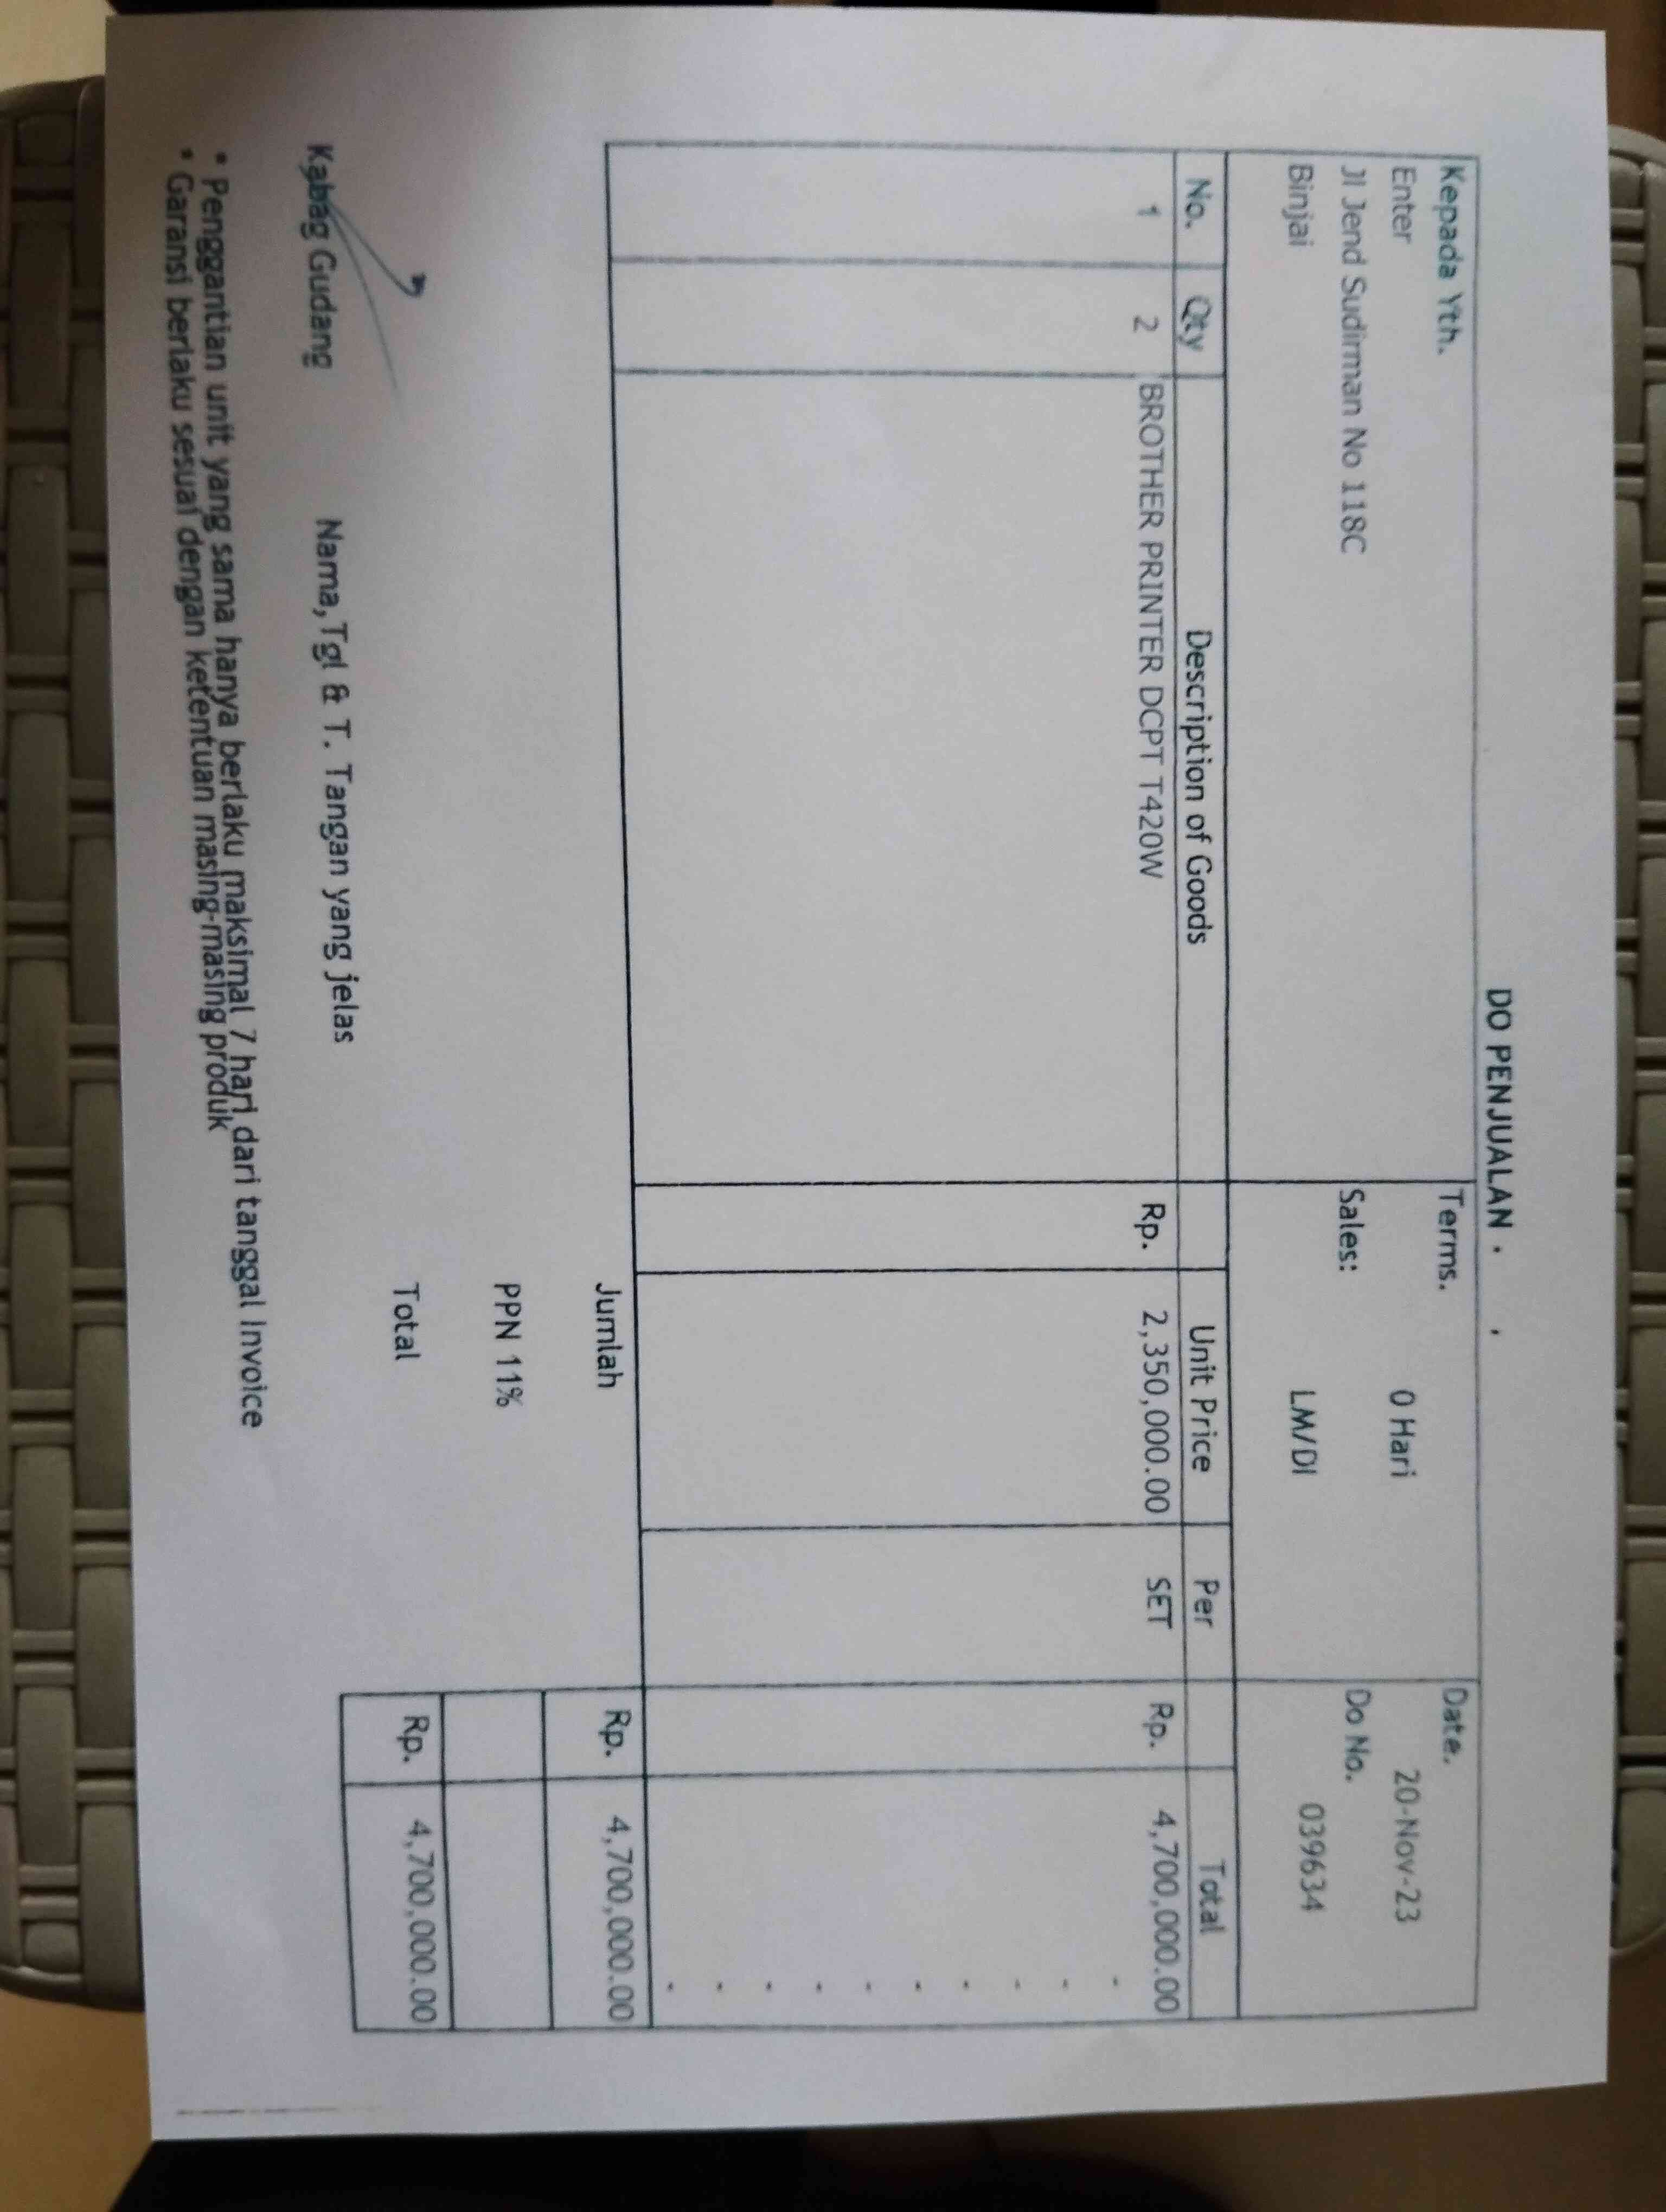 DO PENJUALAN
Kepada Yth. Terms. Date.
Enter 0 Hari 20-Nov-23
Jl Jend Sudirman No 118C Sales: Do No.
Binjai LM/DI 039634
No. Qty Description of Goods Unit Price Per Total
1 2 BROTHER PRINTER DCPT T420W Rp. 2,350,000.00 SET Rp. 4,700,000.00
Jumlah Rp. 4,700,000.00
PPN 11%
Total Rp. 4,700,000.00
Kabag Gudang Nama,Tgl & T. Tangan yang jelas
* Penggantian unit yang sama hanya berlaku maksimal 7 hari dari tanggal Invoice
* Garansi berlaku sesuai dengan ketentuan masing-masing produk